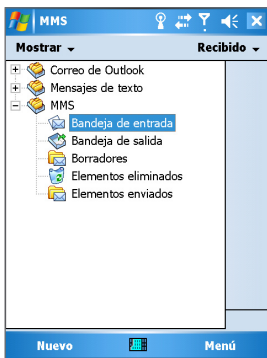 MMS
Mostrar Recibido
Correo de Outlook
Mensajes de texto
MMS
Bandeja de entrada
Bandeja de salida
Borradores
Elementos eliminados
Elementos enviados
Nuevo Menú